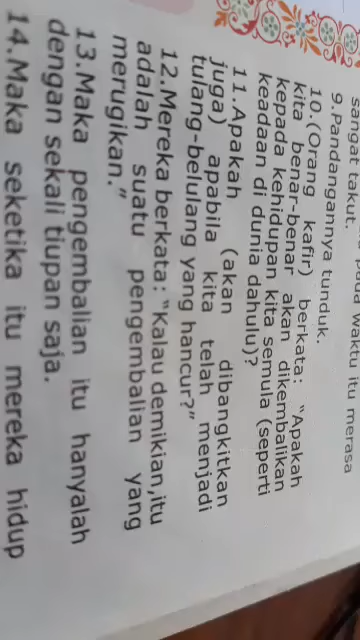 sangat takut. pada waktu itu merasa
9.Pandangannya tunduk.
10.(Orang kafir) berkata: "Apakah
kita benar-benar akan dikembalikan
kepada kehidupan kita semula (seperti
keadaan di dunia dahulu)?
11.Apakah (akan dibangkitkan
juga) apabila kita telah menjadi
tulang-belulang yang hancur?"
12.Mereka berkata: "Kalau demikian,itu
adalah suatu pengembalian yang
merugikan."
13.Maka pengembalian itu hanyalah
dengan sekali tiupan saja.
14.Maka seketika itu mereka hidup